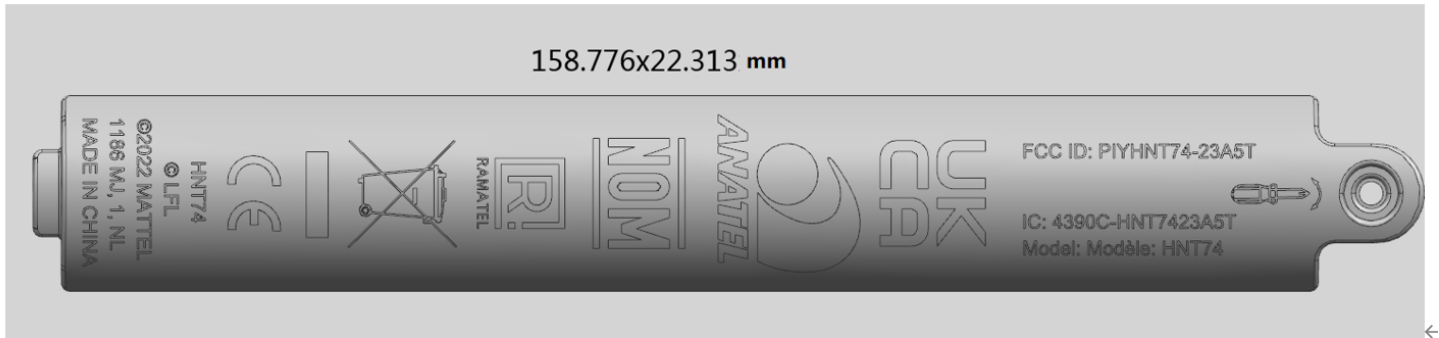 158.776x22.313 mm
©2022 MATTEL
1186 MJ, 1, NL
MADE IN CHINA
HNT74
© LFL
CE
RAMATEL
R
NOM
ANATEL
UK
CA
FCC ID: PIYHNT74-23A5T
IC: 4390C-HNT7423A5T
Model: Modèle: HNT74